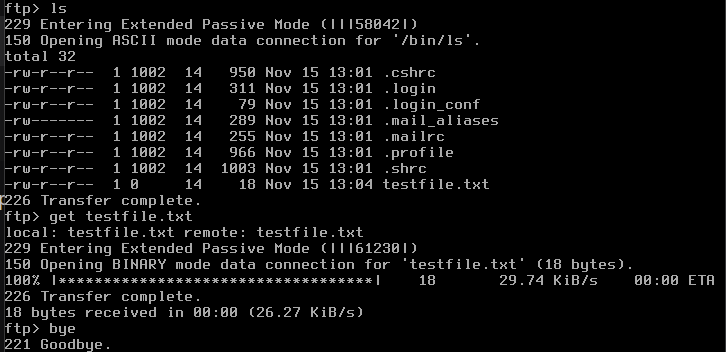 ftp> ls
229 Entering Extended Passive Mode (|||58042|)
150 Opening ASCII mode data connection for '/bin/ls'.
total 32
-rw-r--r--  1 1002  14   950 Nov 15 13:01 .cshrc
-rw-r--r--  1 1002  14   311 Nov 15 13:01 .login
-rw-r--r--  1 1002  14    79 Nov 15 13:01 .login_conf
-rw-------  1 1002  14   289 Nov 15 13:01 .mail_aliases
-rw-r--r--  1 1002  14   255 Nov 15 13:01 .mailrc
-rw-r--r--  1 1002  14   966 Nov 15 13:01 .profile
-rw-r--r--  1 1002  14  1003 Nov 15 13:01 .shrc
-rw-r--r--  1 0     14    18 Nov 15 13:04 testfile.txt
226 Transfer complete.
ftp> get testfile.txt
local: testfile.txt remote: testfile.txt
229 Entering Extended Passive Mode (|||61230|)
150 Opening BINARY mode data connection for 'testfile.txt' (18 bytes).
100% |***********************************|    18       29.74 KiB/s    00:00 ETA
226 Transfer complete.
18 bytes received in 00:00 (26.27 KiB/s)
ftp> bye
221 Goodbye.